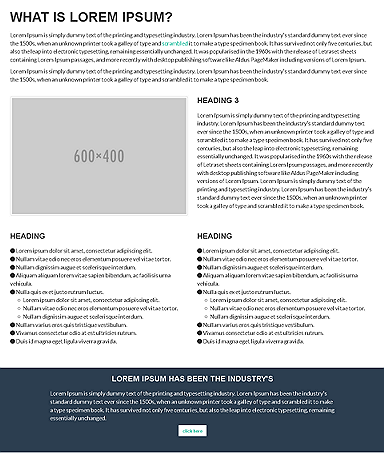 WHAT IS LOREM IPSUM?
Lorem Ipsum is simply dummy text of the printing and typesetting industry. Lorem Ipsum has been the industry's standard dummy text ever since
the 1500s, when an unknown printer took a galley of type and scrambled it to make a type specimen book. It has survived not only five centuries, but
also the leap into electronic typesetting, remaining essentially unchanged. It was popularised in the 1960s with the release of Letraset sheets
containing Lorem Ipsum passages, and more recently with desktop publishing software like Aldus PageMaker including versions of Lorem Ipsum.
Lorem Ipsum is simply dummy text of the printing and typesetting industry. Lorem Ipsum has been the industry's standard dummy text ever since
the 1500s, when an unknown printer took a galley of type and scrambled it to make a type specimen book.
600×400
HEADING 3
Lorem Ipsum is simply dummy text of the printing and typesetting
industry. Lorem Ipsum has been the industry's standard dummy text
ever since the 1500s, when an unknown printer took a galley of type and
scrambled it to make a type specimen book. It has survived not only five
centuries, but also the leap into electronic typesetting, remaining
essentially unchanged. It was popularised in the 1960s with the release
of Letraset sheets containing Lorem Ipsum passages, and more recently
with desktop publishing software like Aldus PageMaker including
versions of Lorem Ipsum. Lorem Ipsum is simply dummy text of the
printing and typesetting industry. Lorem Ipsum has been the industry's
standard dummy text ever since the 1500s, when an unknown printer
took a galley of type and scrambled it to make a type specimen book.
HEADING
Lorem ipsum dolor sit amet, consectetur adipiscing elit.
Nullam vitae odio nec eros elementum posuere vel vitae tortor.
Nullam dignissim augue et scelerisque interdum.
Aliquam aliquam lorem vitae sapien bibendum, ac facilisis urna
vehicula.
Nulla quis ex et justo rutrum luctus.
Lorem ipsum dolor sit amet, consectetur adipiscing elit.
Nullam vitae odio nec eros elementum posuere vel vitae tortor.
Nullam dignissim augue et scelerisque interdum.
Nullam varius eros quis tristique vestibulum.
Vivamus consectetur odio at est ultricies rutrum.
Duis id magna eget ligula viverra gravida.
HEADING
Lorem ipsum dolor sit amet, consectetur adipiscing elit.
Nullam vitae odio nec eros elementum posuere vel vitae tortor.
Nullam dignissim augue et scelerisque interdum.
Aliquam aliquam lorem vitae sapien bibendum, ac facilisis urna
vehicula.
Nulla quis ex et justo rutrum luctus.
Lorem ipsum dolor sit amet, consectetur adipiscing elit.
Nullam vitae odio nec eros elementum posuere vel vitae tortor.
Nullam dignissim augue et scelerisque interdum.
Nullam varius eros quis tristique vestibulum.
Vivamus consectetur odio at est ultricies rutrum.
Duis id magna eget ligula viverra gravida.
LOREM IPSUM HAS BEEN THE INDUSTRY'S
Lorem Ipsum is simply dummy text of the printing and typesetting industry. Lorem Ipsum has been the industry's
standard dummy text ever since the 1500s, when an unknown printer took a galley of type and scrambled it to make a
type specimen book. It has survived not only five centuries, but also the leap into electronic typesetting, remaining
essentially unchanged.
click here